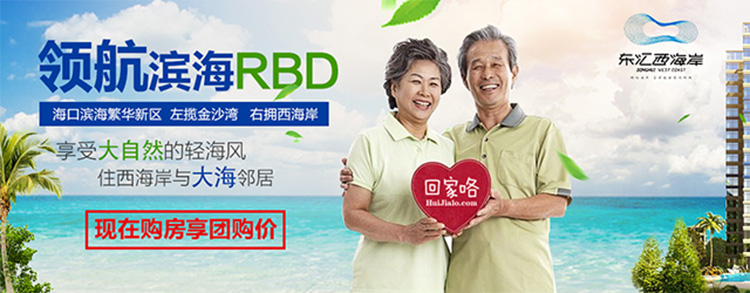 领航滨海RBD
海口滨海繁华新区 左揽金沙湾 右拥西海岸
享受大自然的轻海风
住西海岸与大海邻居
现在购房享团购价
回家咯
HuiJialo.com
东汇西海岸
DONGHUI WEST COAST